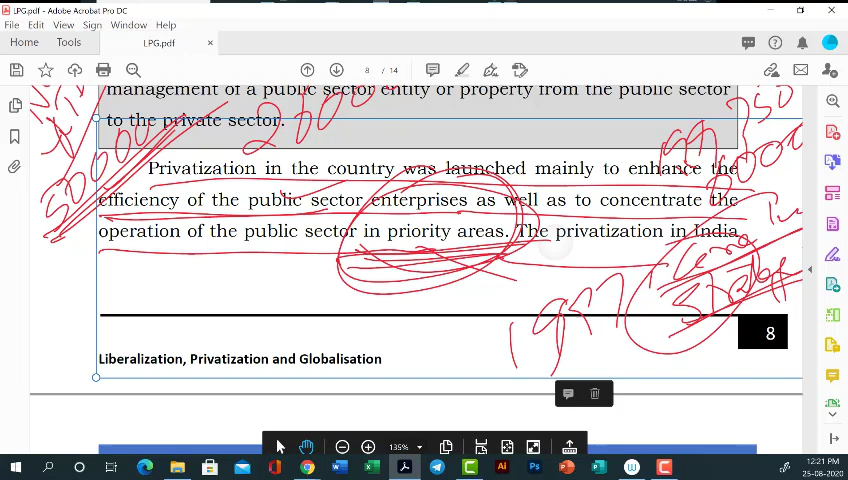 LPG.pdf - Adobe Acrobat Pro DC
File Edit View Sign Window Help
Home Tools LPG.pdf ×
8 / 14
management of a public sector entity or property from the public sector
to the private sector.
Privatization in the country was launched mainly to enhance the
efficiency of the public sector enterprises as well as to concentrate the
operation of the public sector in priority areas. The privatization in India
50000
1957
8
Liberalization, Privatization and Globalisation
135%
12:21 PM
25-08-2020